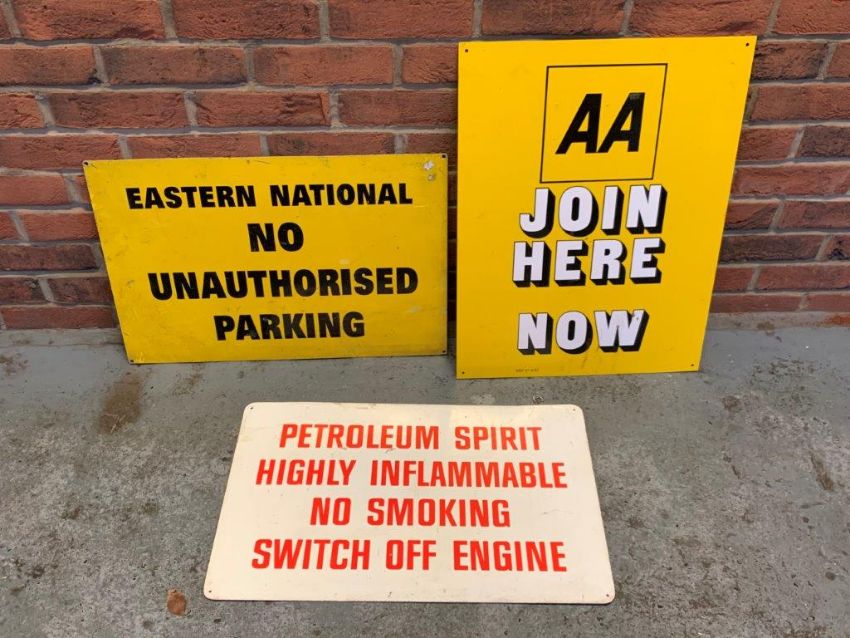 EASTERN NATIONAL
NO
UNAUTHORISED
PARKING
AA
JOIN
HERE
NOW
PETROLEUM SPIRIT
HIGHLY INFLAMMABLE
NO SMOKING
SWITCH OFF ENGINE